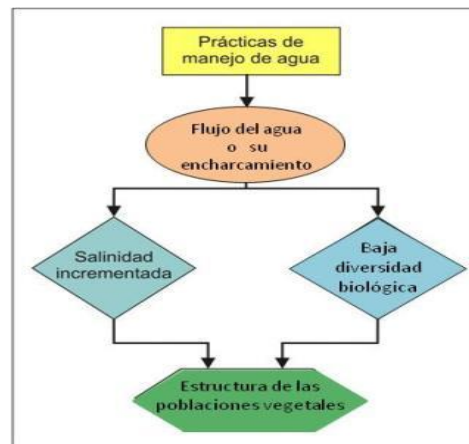 Prácticas de
manejo de agua
Flujo del agua
o su
encharcamiento
Salinidad
incrementada
Baja
diversidad
biológica
Estructura de las
poblaciones vegetales